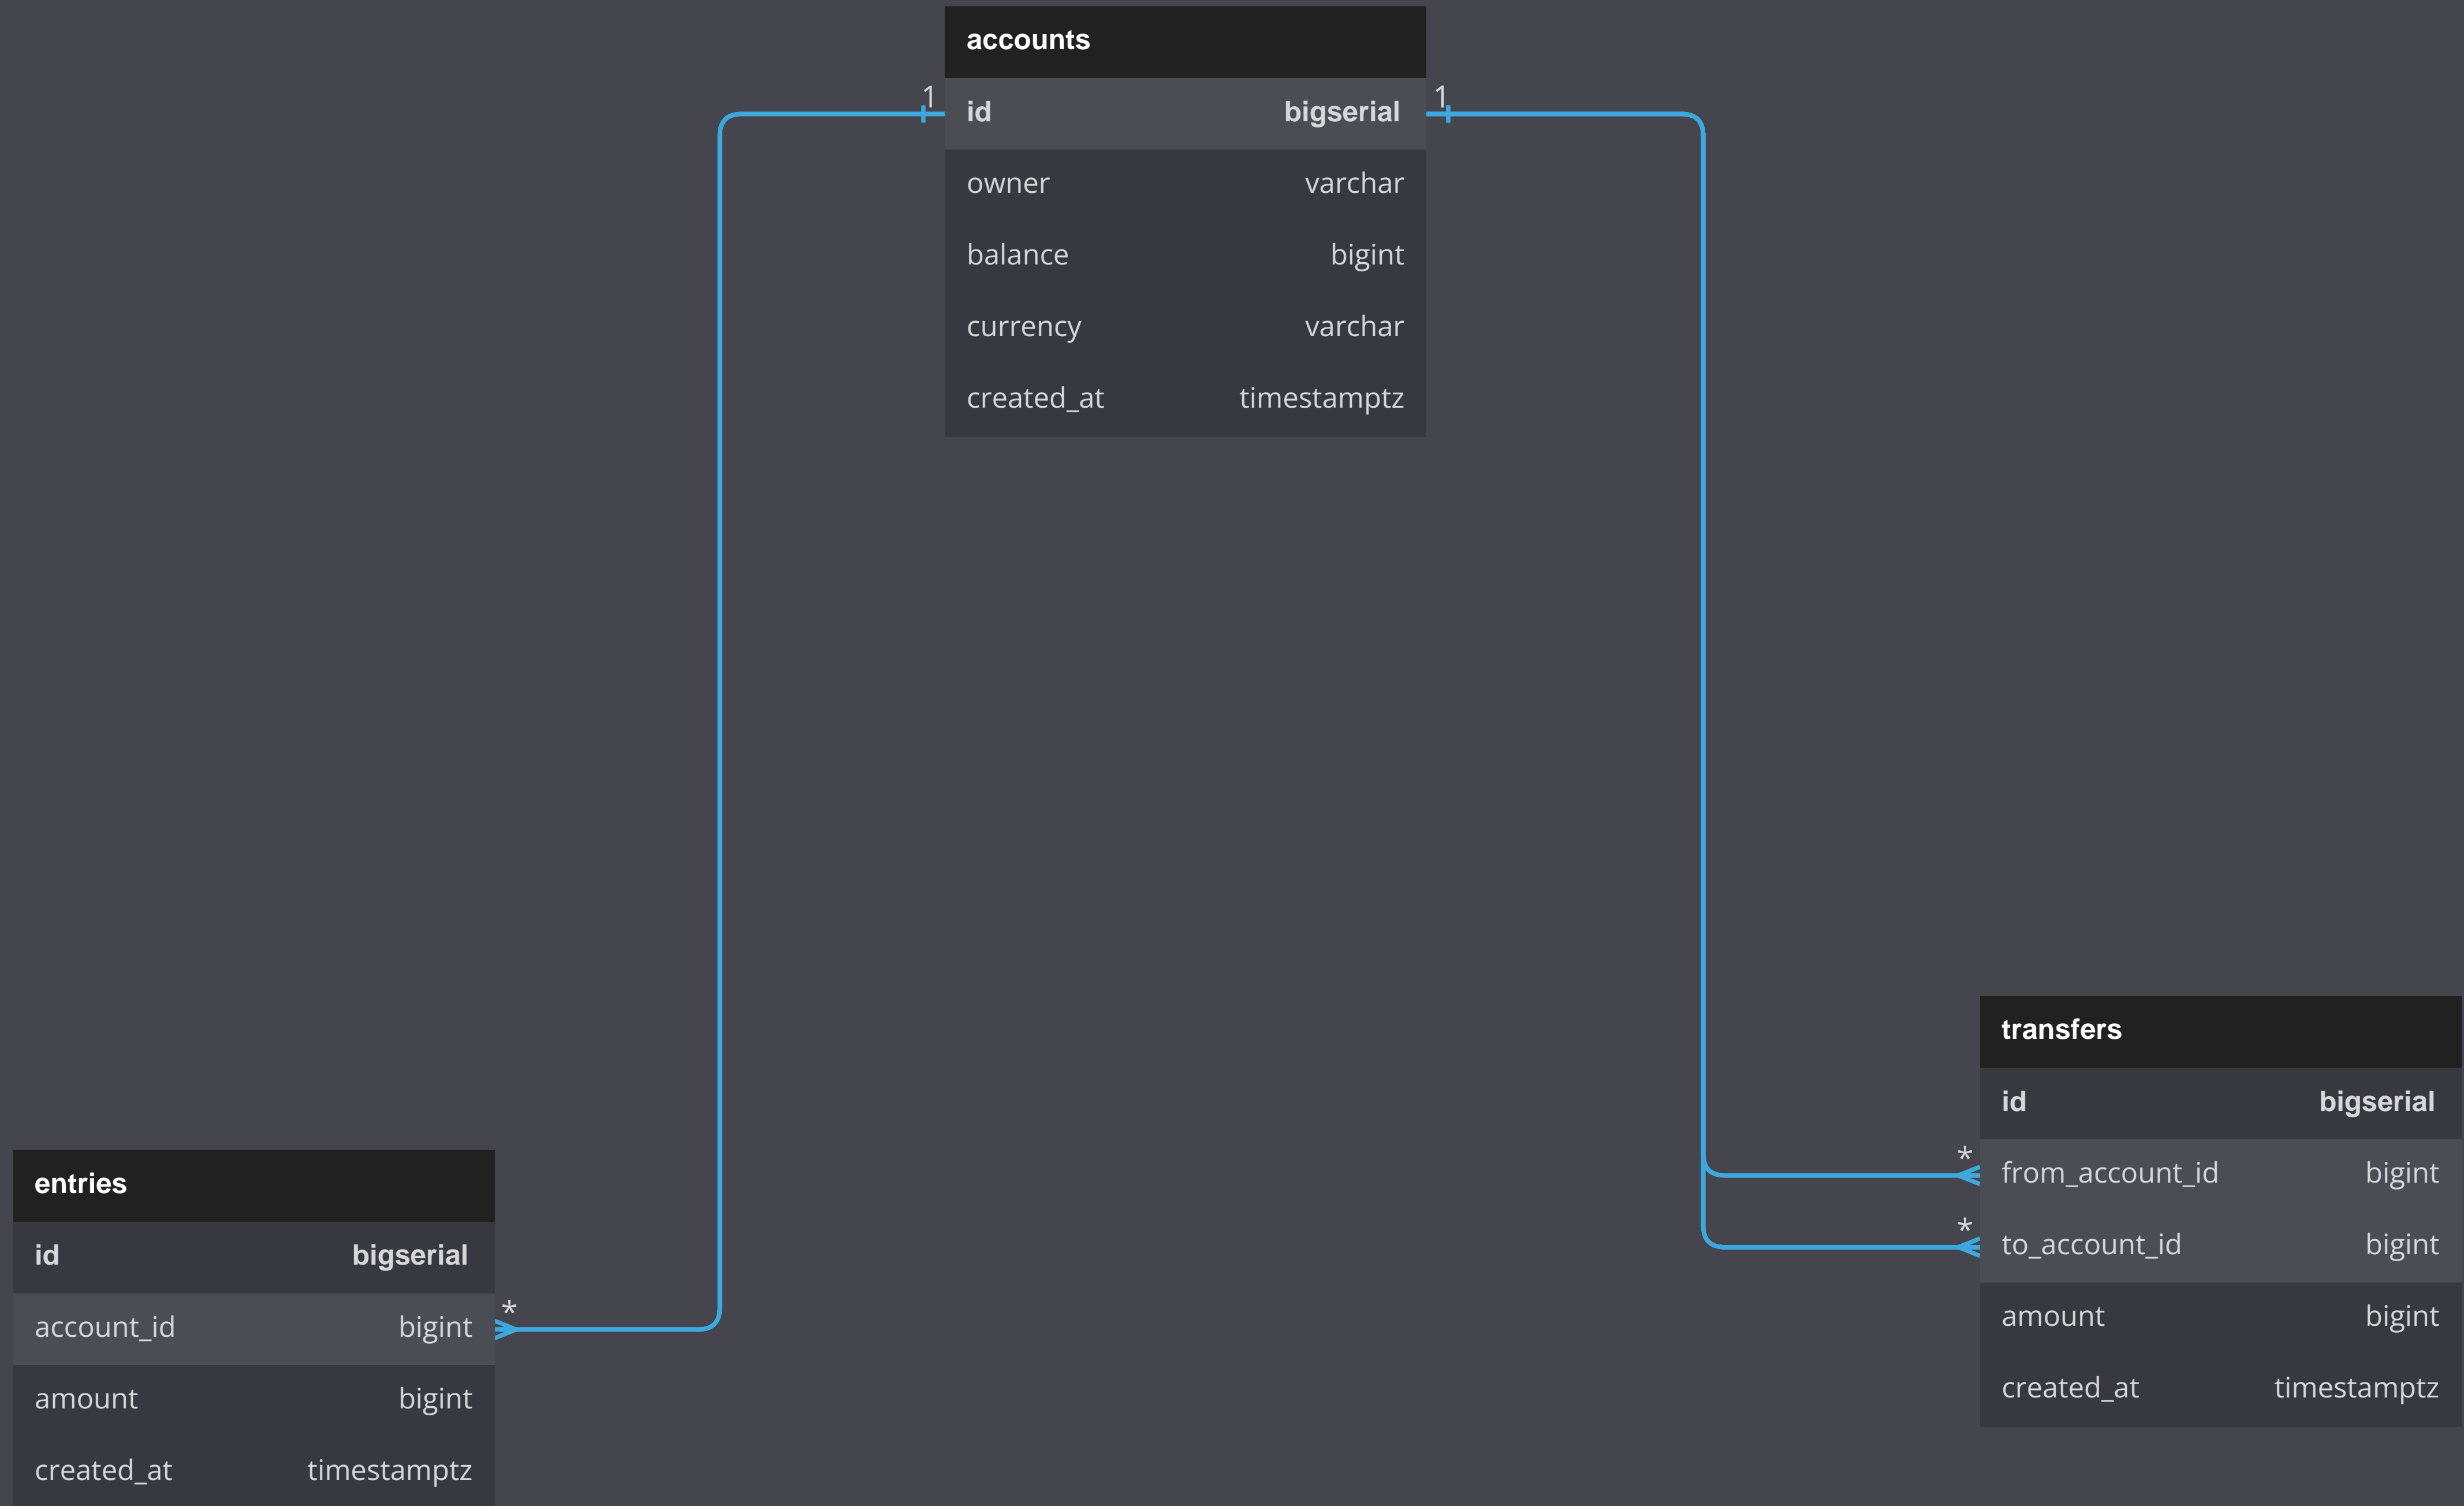 accounts
1 id bigserial 1
owner varchar
balance bigint
currency varchar
created_at timestamptz
transfers
id bigserial
* from_account_id bigint
* to_account_id bigint
amount bigint
created_at timestamptz
entries
id bigserial
account_id bigint *
amount bigint
created_at timestamptz